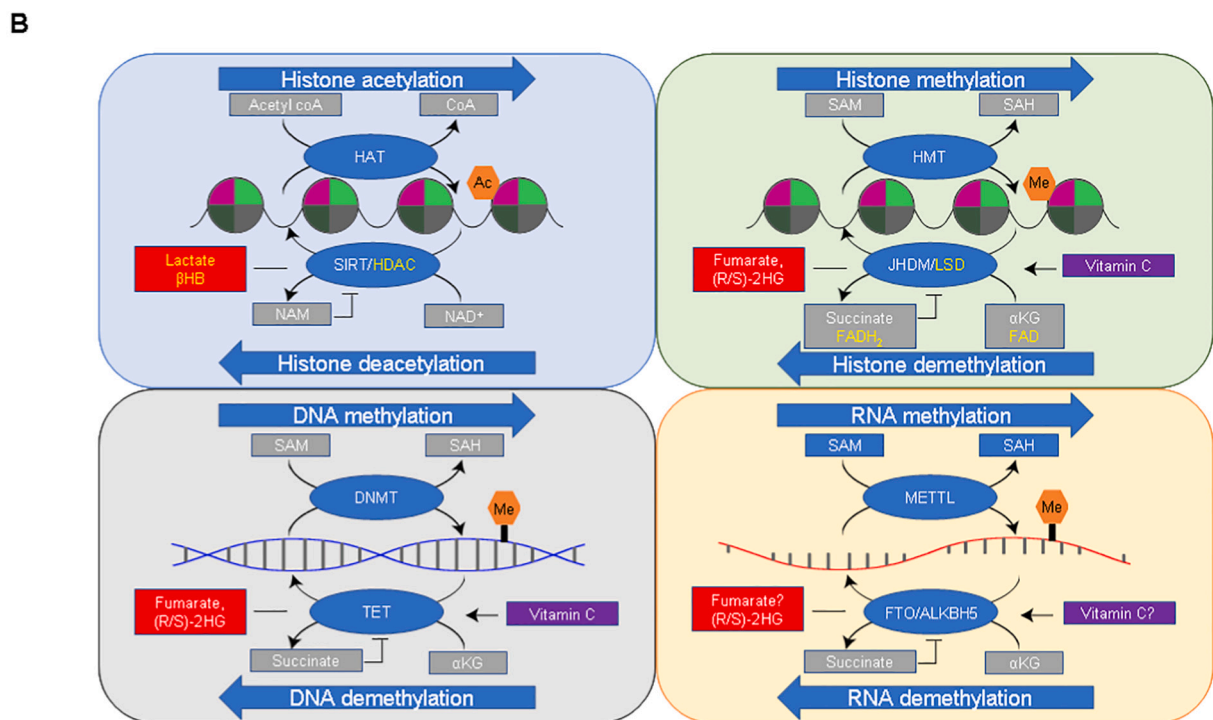 B
Histone acetylation
Acetyl coA
CoA
HAT
Ac
Lactate
βHB
SIRT/HDAC
NAM
NAD+
Histone deacetylation
Histone methylation
SAM
SAH
HMT
Me
Fumarate,
(R/S)-2HG
JHDM/LSD
Vitamin C
Succinate
FADH₂
αKG
FAD
Histone demethylation
DNA methylation
SAM
SAH
DNMT
Me
Fumarate,
(R/S)-2HG
TET
Vitamin C
Succinate
αKG
DNA demethylation
RNA methylation
SAM
SAH
METTL
Me
Fumarate?
(R/S)-2HG
FTO/ALKBH5
Vitamin C?
Succinate
αKG
RNA demethylation